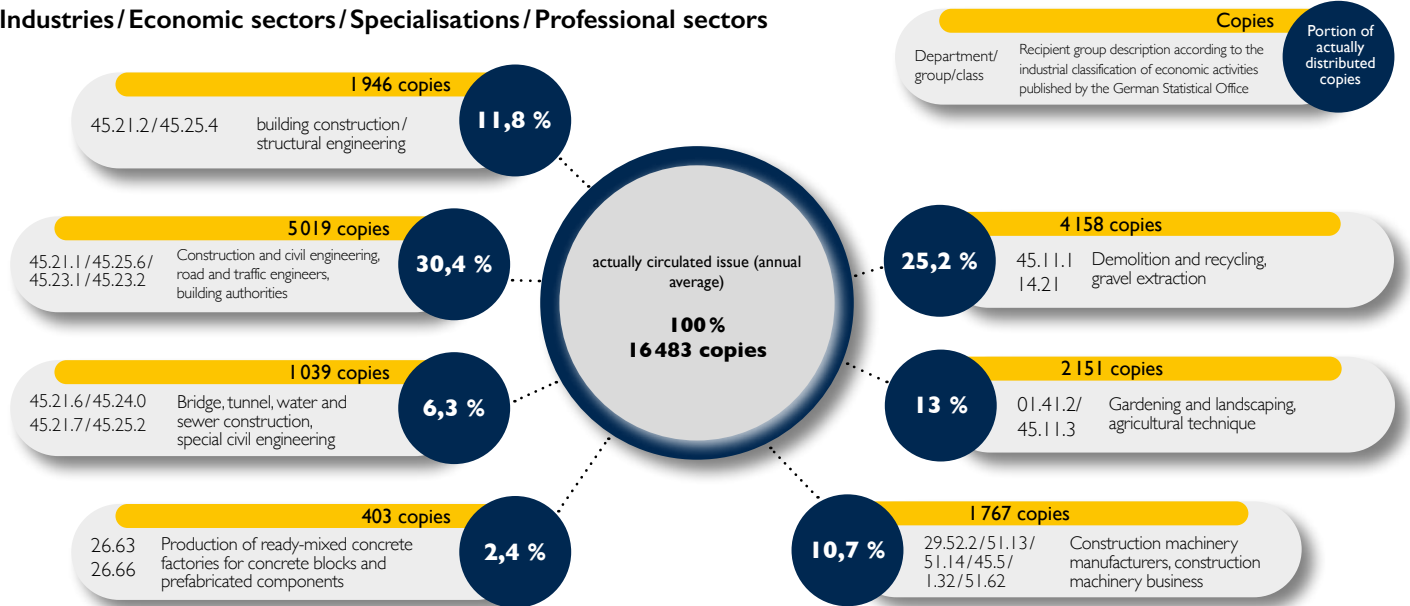 Industries / Economic sectors / Specialisations / Professional sectors
Copies
Department/
group/class
Recipient group description according to the
industrial classification of economic activities
published by the German Statistical Office
Portion of
actually
distributed
copies
1 946 copies
45.21.2 / 45.25.4
building construction /
structural engineering
11,8 %
5 019 copies
45.21.1 / 45.25.6 /
45.23.1 / 45.23.2
Construction and civil engineering,
road and traffic engineers,
building authorities
30,4 %
1 039 copies
45.21.6 / 45.24.0
45.21.7 / 45.25.2
Bridge, tunnel, water and
sewer construction,
special civil engineering
6,3 %
403 copies
26.63
26.66
Production of ready-mixed concrete
factories for concrete blocks and
prefabricated components
2,4 %
actually circulated issue (annual
average)
100 %
16 483 copies
4 158 copies
25,2 %
45.11.1
14.21
Demolition and recycling,
gravel extraction
2 151 copies
13 %
01.41.2/
45.11.3
Gardening and landscaping,
agricultural technique
1 767 copies
10,7 %
29.52.2 / 51.13 /
51.14 / 45.5 /
1.32 / 51.62
Construction machinery
manufacturers, construction
machinery business